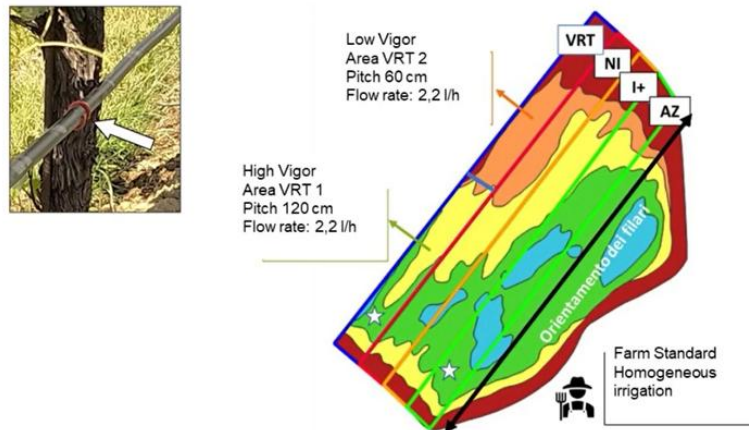 Low Vigor
Area VRT 2
Pitch 60 cm
Flow rate: 2,2 l/h
High Vigor
Area VRT 1
Pitch 120 cm
Flow rate: 2,2 l/h
VRT
NI
I+
AZ
Orientamento dei filari
Farm Standard
Homogeneous
irrigation